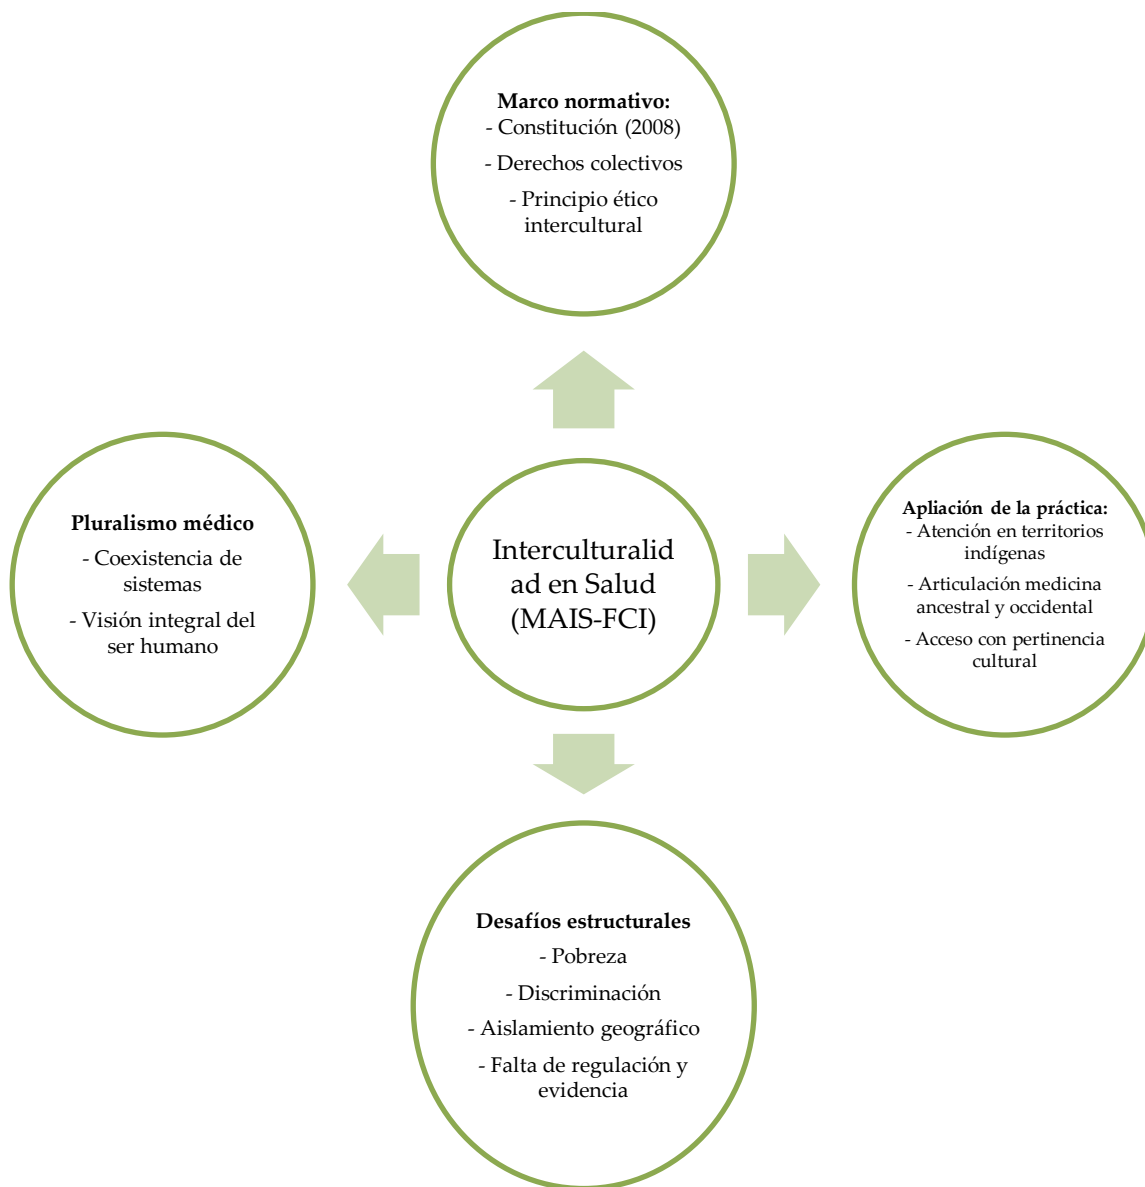 Marco normativo:
- Constitución (2008)
- Derechos colectivos
- Principio ético
intercultural
Pluralismo médico
- Coexistencia de
sistemas
- Visión integral del
ser humano
Interculturalid
ad en Salud
(MAIS-FCI)
Apliación de la práctica:
- Atención en territorios
indígenas
- Articulación medicina
ancestral y occidental
- Acceso con pertinencia
cultural
Desafíos estructurales
- Pobreza
- Discriminación
- Aislamiento geográfico
- Falta de regulación y
evidencia